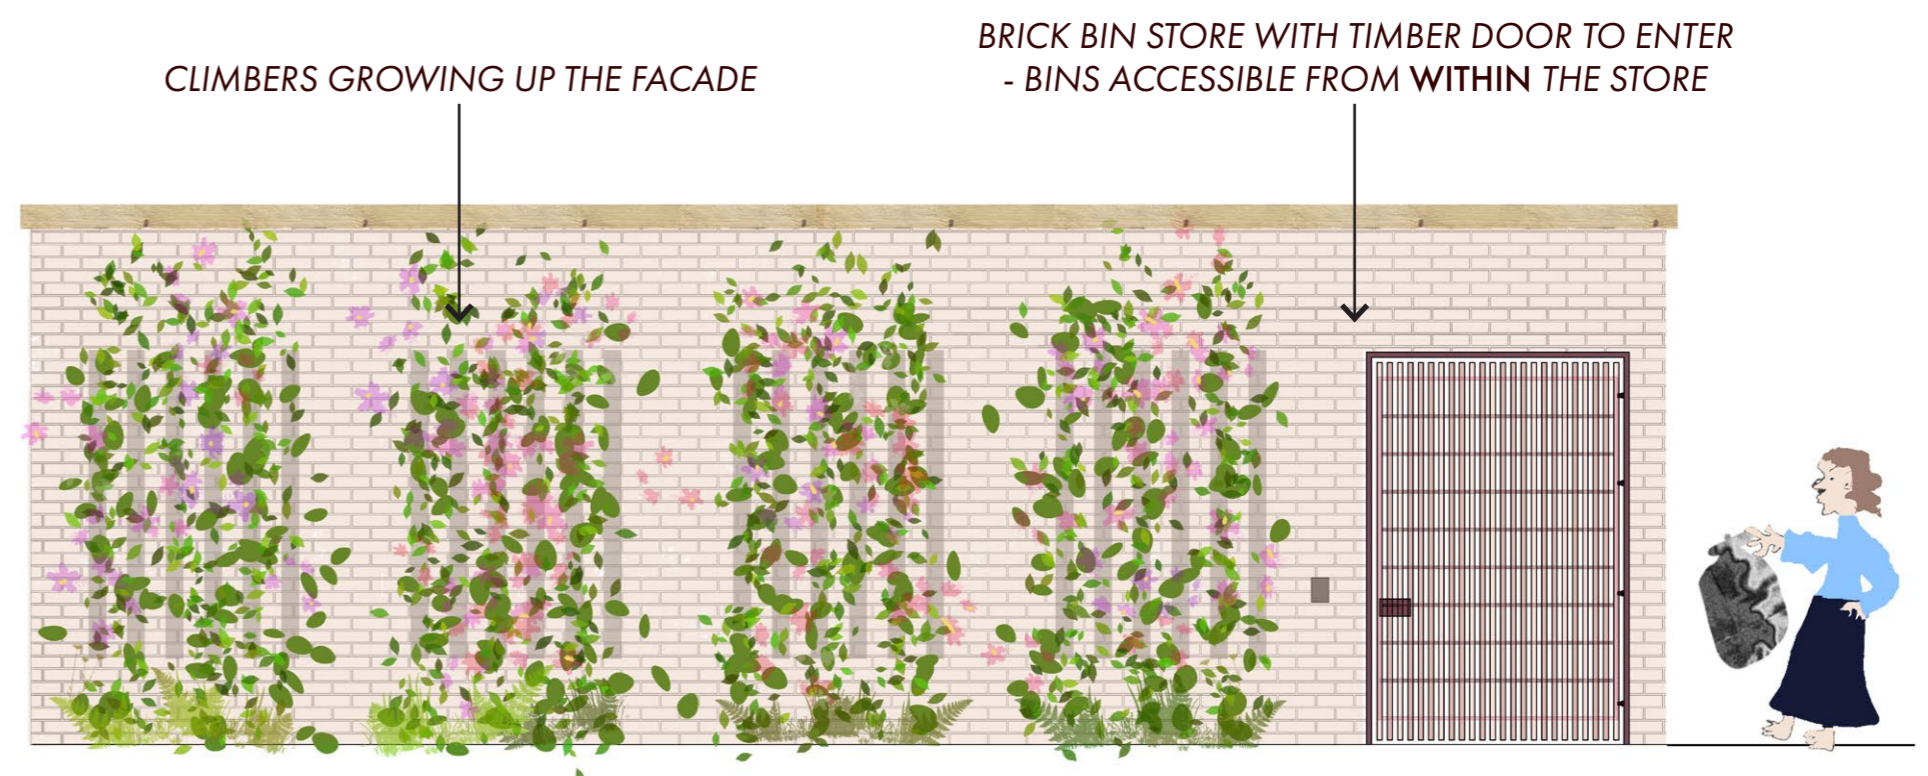 CLIMBERS GROWING UP THE FACADE
BRICK BIN STORE WITH TIMBER DOOR TO ENTER
- BINS ACCESSIBLE FROM WITHIN THE STORE